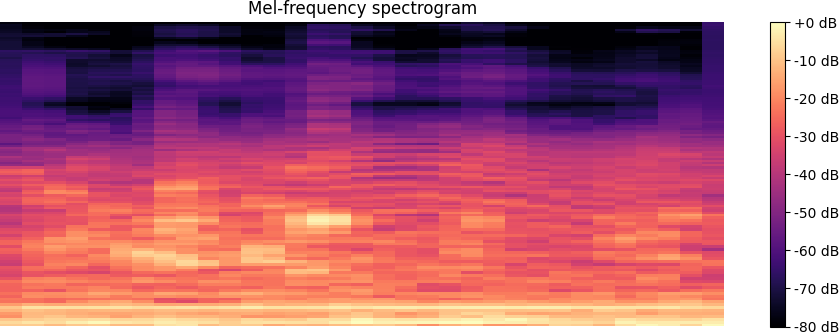 Mel-frequency spectrogram
+0 dB
-10 dB
-20 dB
-30 dB
-40 dB
-50 dB
-60 dB
-70 dB
-80 dB